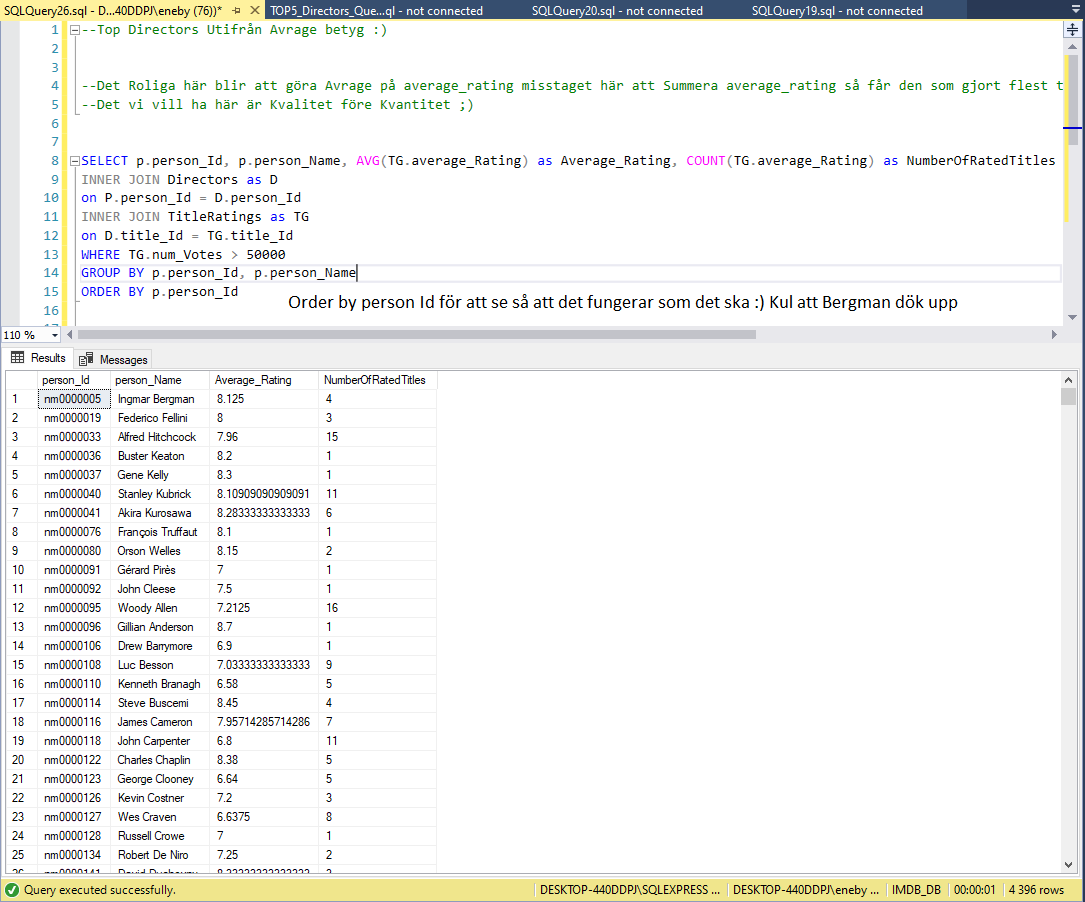 SQLQuery26.sql - D...40DDPJ\eneby (76))* TOP5_Directors_Que...ql - not connected SQLQuery20.sql - not connected SQLQuery19.sql - not connected
1 --Top Directors Utifrån Avrage betyg :)
2
3
4 --Det Roliga här blir att göra Avrage på average_rating misstaget här att Summera average_rating så får den som gjort flest t
5 --Det vi vill ha här är Kvalitet före Kvantitet ;)
6
7
8 SELECT p.person_Id, p.person_Name, AVG(TG.average_Rating) as Average_Rating, COUNT(TG.average_Rating) as NumberOfRatedTitles
9 INNER JOIN Directors as D
10 on P.person_Id = D.person_Id
11 INNER JOIN TitleRatings as TG
12 on D.title_Id = TG.title_Id
13 WHERE TG.num_Votes > 50000
14 GROUP BY p.person_Id, p.person_Name
15 ORDER BY p.person_Id
Order by person Id för att se så att det fungerar som det ska :) Kul att Bergman dök upp
16
110 %
Results Messages
person_Id person_Name Average_Rating NumberOfRatedTitles
1 nm0000005 Ingmar Bergman 8.125 4
2 nm0000019 Federico Fellini 8 3
3 nm0000033 Alfred Hitchcock 7.96 15
4 nm0000036 Buster Keaton 8.2 1
5 nm0000037 Gene Kelly 8.3 1
6 nm0000040 Stanley Kubrick 8.10909090909091 11
7 nm0000041 Akira Kurosawa 8.28333333333333 6
8 nm0000076 François Truffaut 8.1 1
9 nm0000080 Orson Welles 8.15 2
10 nm0000091 Gérard Pirès 7 1
11 nm0000092 John Cleese 7.5 1
12 nm0000095 Woody Allen 7.2125 16
13 nm0000096 Gillian Anderson 8.7 1
14 nm0000106 Drew Barrymore 6.9 1
15 nm0000108 Luc Besson 7.03333333333333 9
16 nm0000110 Kenneth Branagh 6.58 5
17 nm0000114 Steve Buscemi 8.45 4
18 nm0000116 James Cameron 7.95714285714286 7
19 nm0000118 John Carpenter 6.8 11
20 nm0000122 Charles Chaplin 8.38 5
21 nm0000123 George Clooney 6.64 5
22 nm0000126 Kevin Costner 7.2 3
23 nm0000127 Wes Craven 6.6375 8
24 nm0000128 Russell Crowe 7 1
25 nm0000134 Robert De Niro 7.25 2
Query executed successfully. DESKTOP-440DDPJ\SQLEXPRESS ... DESKTOP-440DDPJ\eneby ... IMDB_DB 00:00:01 4 396 rows